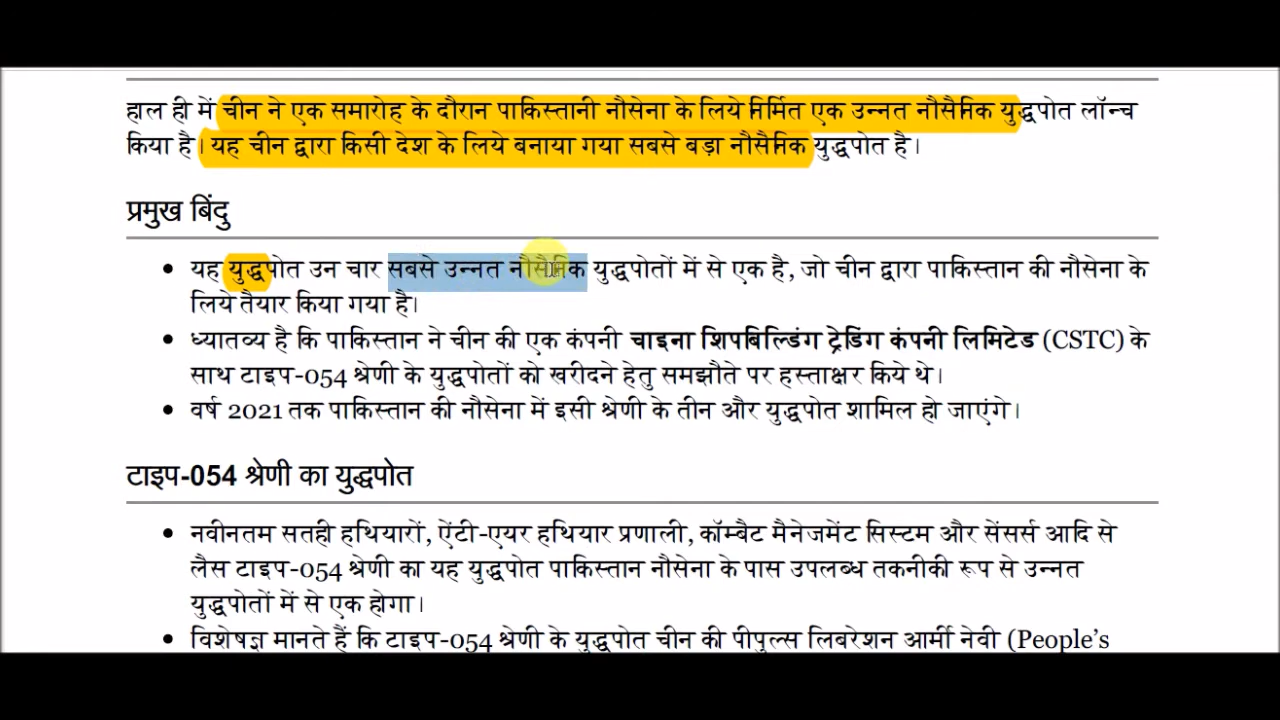 हाल ही में चीन ने एक समारोह के दौरान पाकिस्तानी नौसेना के लिये निर्मित एक उन्नत नौसैनिक युद्धपोत लॉन्च
किया है। यह चीन द्वारा किसी देश के लिये बनाया गया सबसे बड़ा नौसैनिक युद्धपोत है।
प्रमुख बिंदु
• यह युद्धपोत उन चार सबसे उन्नत नौसैनिक युद्धपोतों में से एक है, जो चीन द्वारा पाकिस्तान की नौसेना के
लिये तैयार किया गया है।
• ध्यातव्य है कि पाकिस्तान ने चीन की एक कंपनी चाइना शिपबिल्डिंग ट्रेडिंग कंपनी लिमिटेड (CSTC) के
साथ टाइप-054 श्रेणी के युद्धपोतों को खरीदने हेतु समझौते पर हस्ताक्षर किये थे।
• वर्ष 2021 तक पाकिस्तान की नौसेना में इसी श्रेणी के तीन और युद्धपोत शामिल हो जाएंगे।
टाइप-054 श्रेणी का युद्धपोत
• नवीनतम सतही हथियारों, ऐंटी-एयर हथियार प्रणाली, कॉम्बैट मैनेजमेंट सिस्टम और सेंसर्स आदि से
लैस टाइप-054 श्रेणी का यह युद्धपोत पाकिस्तान नौसेना के पास उपलब्ध तकनीकी रूप से उन्नत
युद्धपोतों में से एक होगा।
• विशेषज्ञ मानते हैं कि टाइप-054 श्रेणी के युद्धपोत चीन की पीपुल्स लिबरेशन आर्मी नेवी (People’s